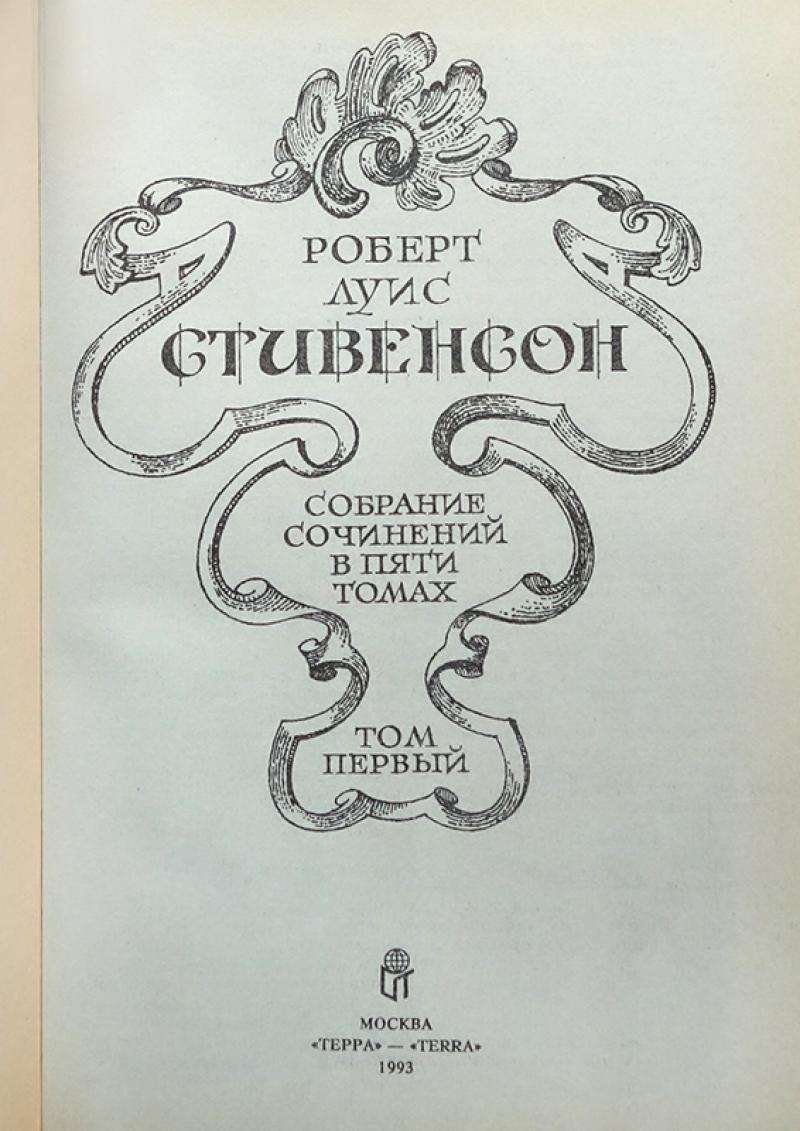 РОБЕРТ
ЛУИС
СТИВЕНСОН
СОБРАНИЕ
СОЧИНЕНИЙ
В ПЯТИ
ТОМАХ
ТОМ
ПЕРВЫЙ
МОСКВА
«ТЕРРА» — «TERRA»
1993